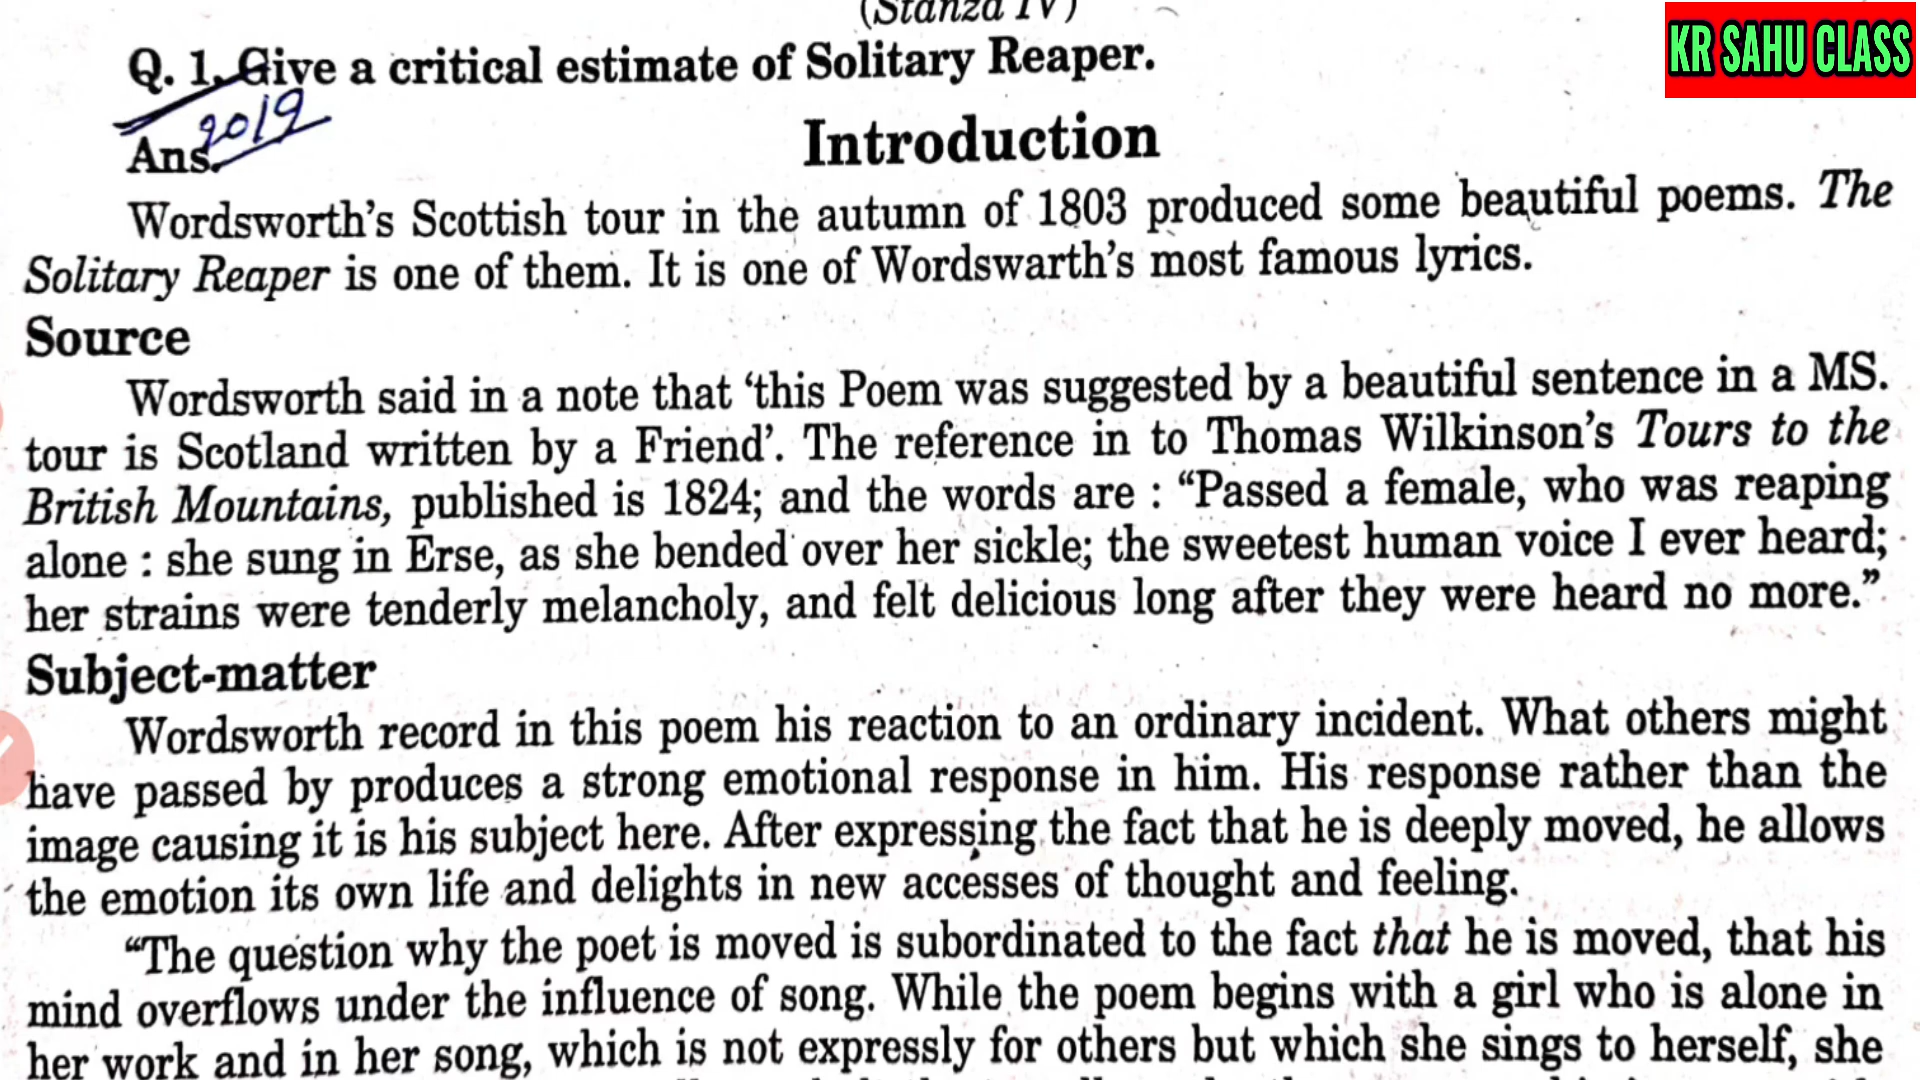 (Stanza IV)
KR SAHU CLASS
Q. 1. Give a critical estimate of Solitary Reaper.
2019
Ans.
Introduction
Wordsworth's Scottish tour in the autumn of 1803 produced some beautiful poems. The
Solitary Reaper is one of them. It is one of Wordswarth's most famous lyrics.
Source
Wordsworth said in a note that ‘this Poem was suggested by a beautiful sentence in a MS.
tour is Scotland written by a Friend’. The reference in to Thomas Wilkinson's Tours to the
British Mountains, published is 1824; and the words are : “Passed a female, who was reaping
alone : she sung in Erse, as she bended over her sickle; the sweetest human voice I ever heard;
her strains were tenderly melancholy, and felt delicious long after they were heard no more.”
Subject-matter
Wordsworth record in this poem his reaction to an ordinary incident. What others might
have passed by produces a strong emotional response in him. His response rather than the
image causing it is his subject here. After expressing the fact that he is deeply moved, he allows
the emotion its own life and delights in new accesses of thought and feeling.
“The question why the poet is moved is subordinated to the fact that he is moved, that his
mind overflows under the influence of song. While the poem begins with a girl who is alone in
her work and in her song, which is not expressly for others but which she sings to herself, she